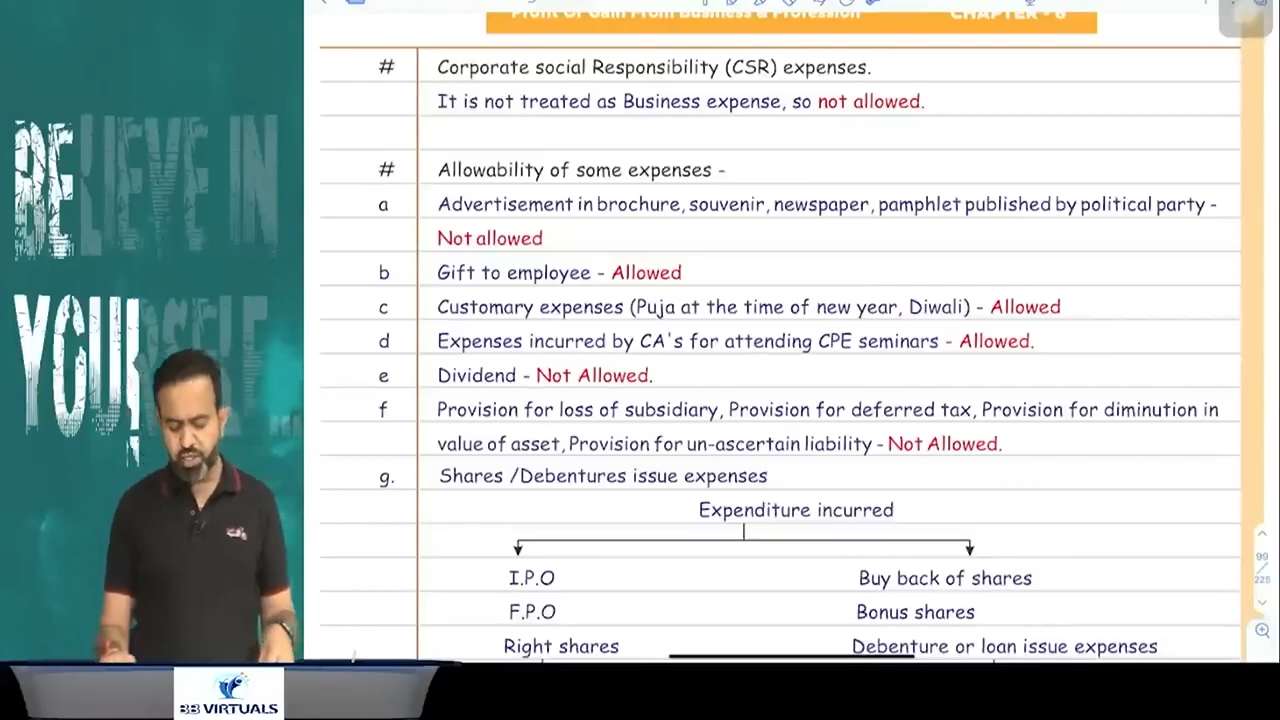 Profit Or Gain From Business & Profession CHAPTER - 6
# Corporate social Responsibility (CSR) expenses.
It is not treated as Business expense, so not allowed.
# Allowability of some expenses -
a Advertisement in brochure, souvenir, newspaper, pamphlet published by political party -
Not allowed
b Gift to employee - Allowed
c Customary expenses (Puja at the time of new year, Diwali) - Allowed
d Expenses incurred by CA's for attending CPE seminars - Allowed.
e Dividend - Not Allowed.
f Provision for loss of subsidiary, Provision for deferred tax, Provision for diminution in
value of asset, Provision for un-ascertain liability - Not Allowed.
g. Shares /Debentures issue expenses
Expenditure incurred
I.P.O Buy back of shares
F.P.O Bonus shares
Right shares Debenture or loan issue expenses
BELIEVE IN
YOURSELF...
99
/
225
BB VIRTUALS